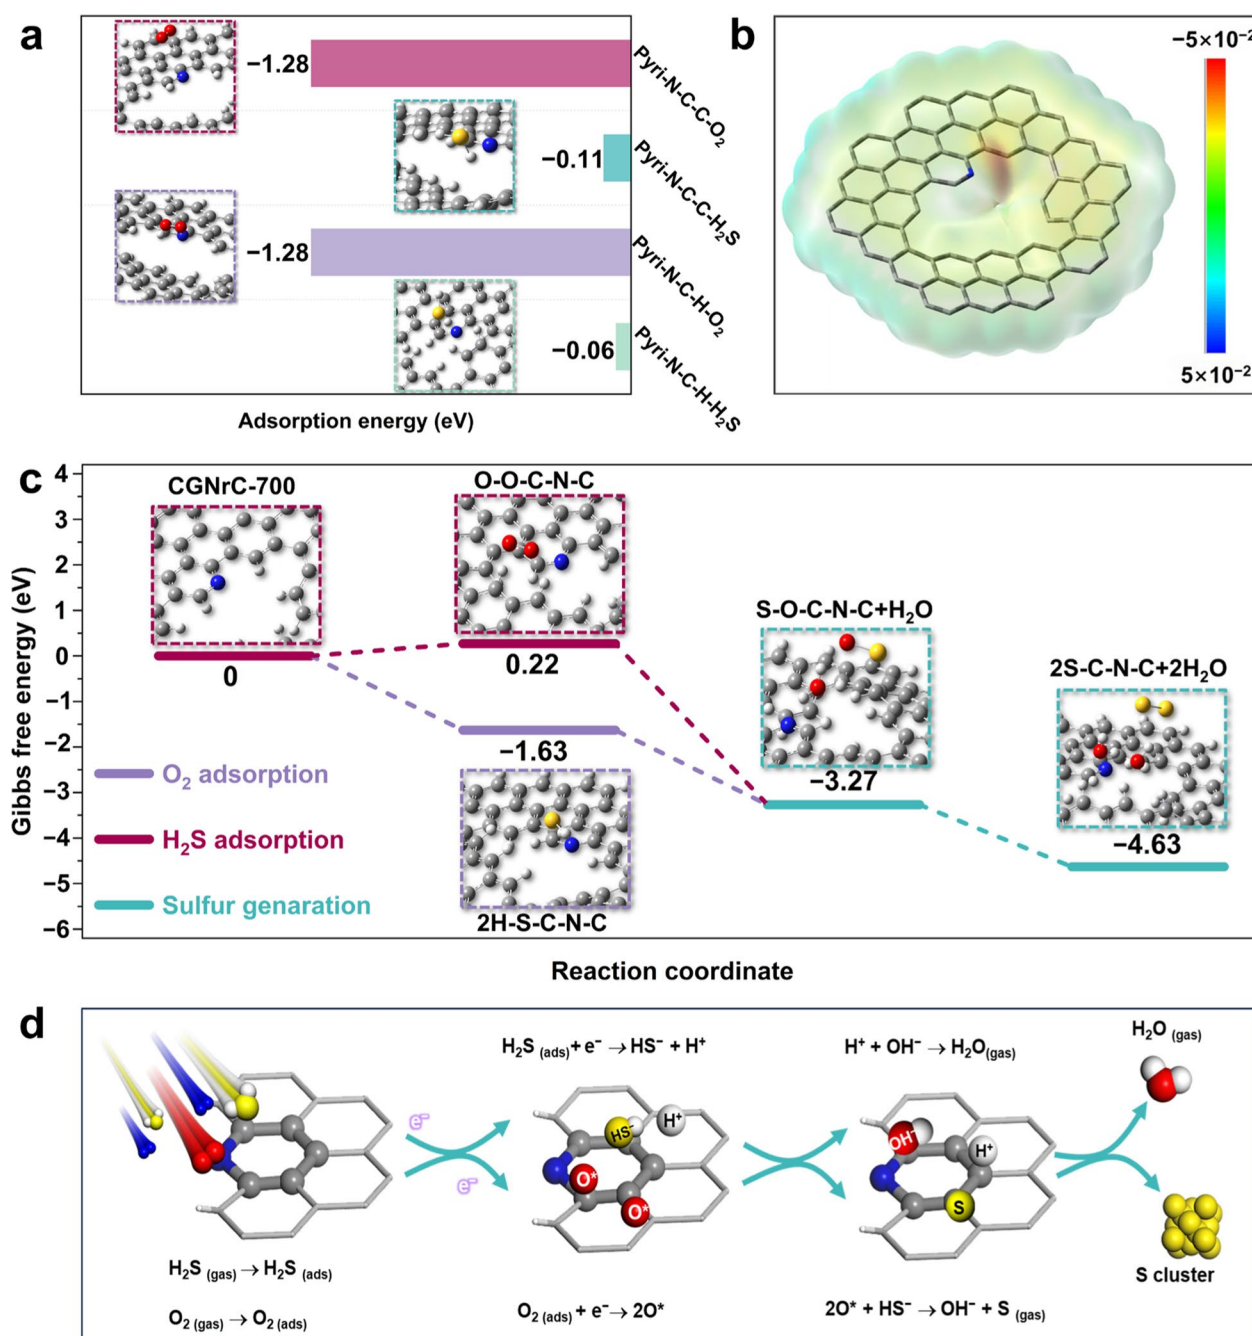 a
−1.28
Pyri-N-C-C-O₂
−0.11
Pyri-N-C-C-H₂S
−1.28
Pyri-N-C-H-O₂
−0.06
Pyri-N-C-H-H₂S
Adsorption energy (eV)
b
−5×10⁻²
5×10⁻²
c
Gibbs free energy (eV)
4
3
2
1
0
−1
−2
−3
−4
−5
−6
CGNrC-700
0
O-O-C-N-C
0.22
−1.63
2H-S-C-N-C
S-O-C-N-C+H₂O
−3.27
2S-C-N-C+2H₂O
−4.63
O₂ adsorption
H₂S adsorption
Sulfur genaration
Reaction coordinate
d
H₂S (gas) → H₂S (ads)
O₂ (gas) → O₂ (ads)
e⁻
e⁻
H₂S (ads) + e⁻ → HS⁻ + H⁺
HS⁻
H⁺
O*
O*
O₂ (ads) + e⁻ → 2O*
H⁺ + OH⁻ → H₂O(gas)
OH⁻
H⁺
S
2O* + HS⁻ → OH⁻ + S (gas)
H₂O (gas)
S cluster